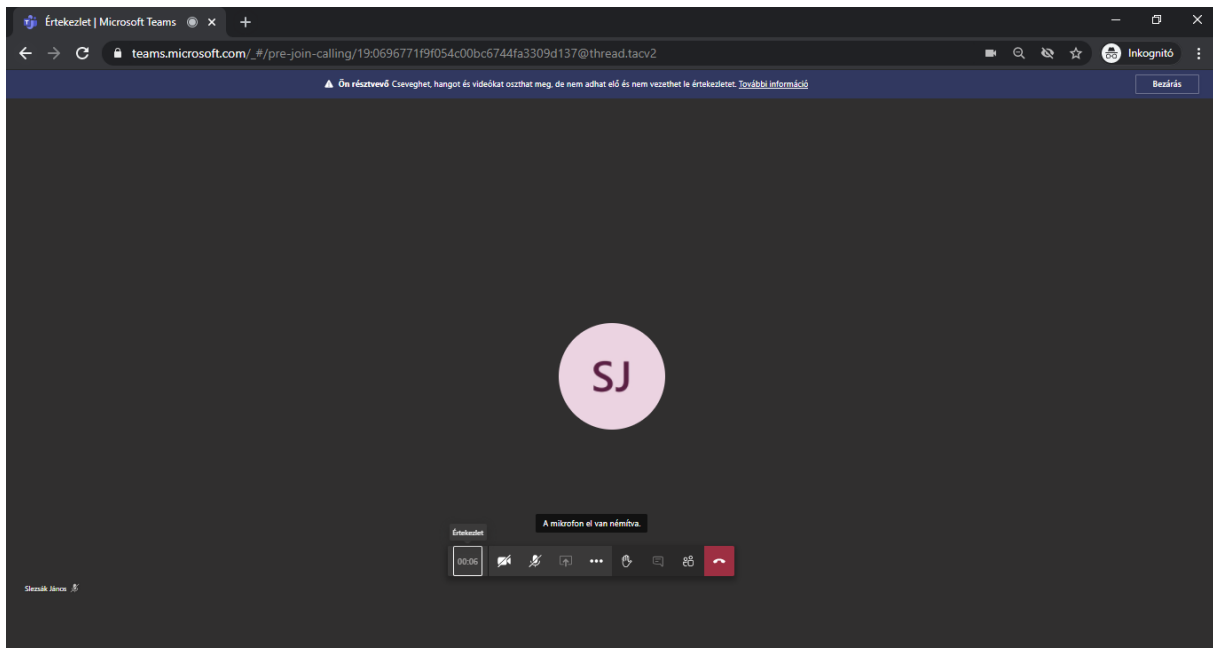 Értekezlet | Microsoft Teams
teams.microsoft.com/_#/pre-join-calling/19:0696771f9f054c00bc6744fa3309d137@thread.tacv2
Inkognitó
Ön résztvevő Cseveghet, hangot és videókat oszthat meg, de nem adhat elő és nem vezethet le értekezletet. További információ
Bezárás
SJ
A mikrofon el van némítva.
Értekezlet
00:06
Slezsák János